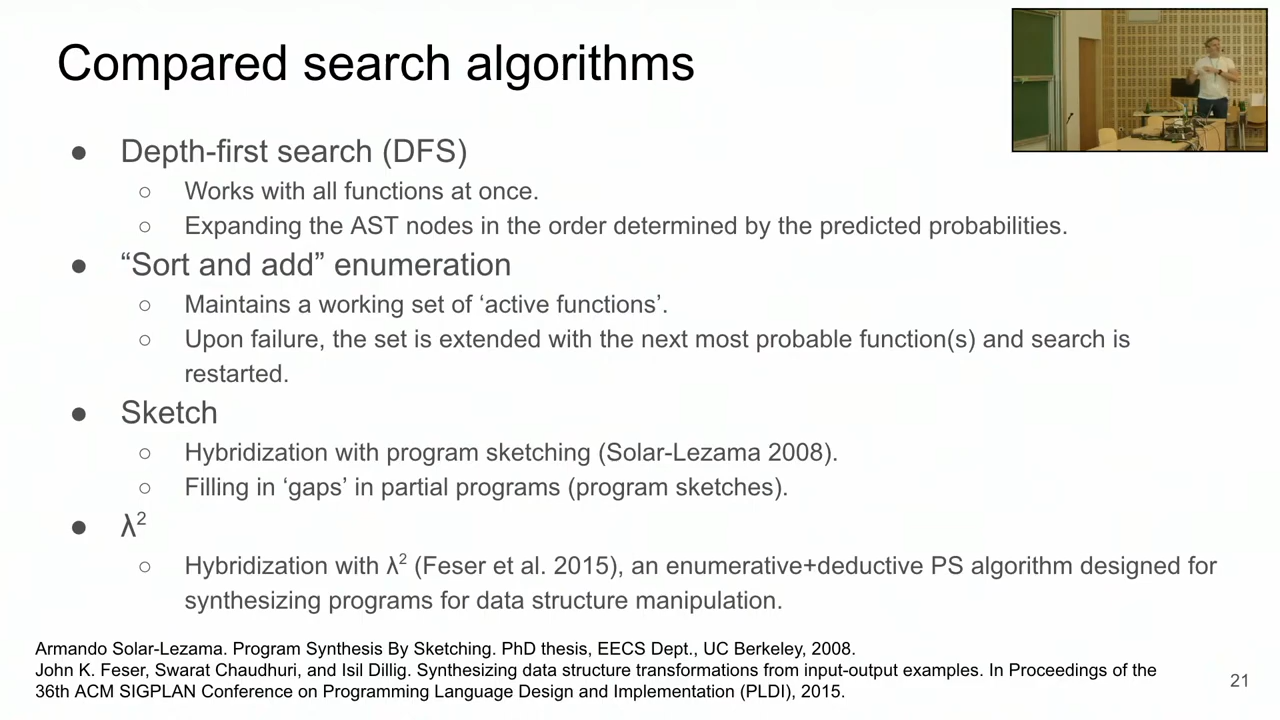 Compared search algorithms
● Depth-first search (DFS)
○ Works with all functions at once.
○ Expanding the AST nodes in the order determined by the predicted probabilities.
● “Sort and add” enumeration
○ Maintains a working set of ‘active functions’.
○ Upon failure, the set is extended with the next most probable function(s) and search is
restarted.
● Sketch
○ Hybridization with program sketching (Solar-Lezama 2008).
○ Filling in ‘gaps’ in partial programs (program sketches).
● λ²
○ Hybridization with λ² (Feser et al. 2015), an enumerative+deductive PS algorithm designed for
synthesizing programs for data structure manipulation.
Armando Solar-Lezama. Program Synthesis By Sketching. PhD thesis, EECS Dept., UC Berkeley, 2008.
John K. Feser, Swarat Chaudhuri, and Isil Dillig. Synthesizing data structure transformations from input-output examples. In Proceedings of the
36th ACM SIGPLAN Conference on Programming Language Design and Implementation (PLDI), 2015.
21